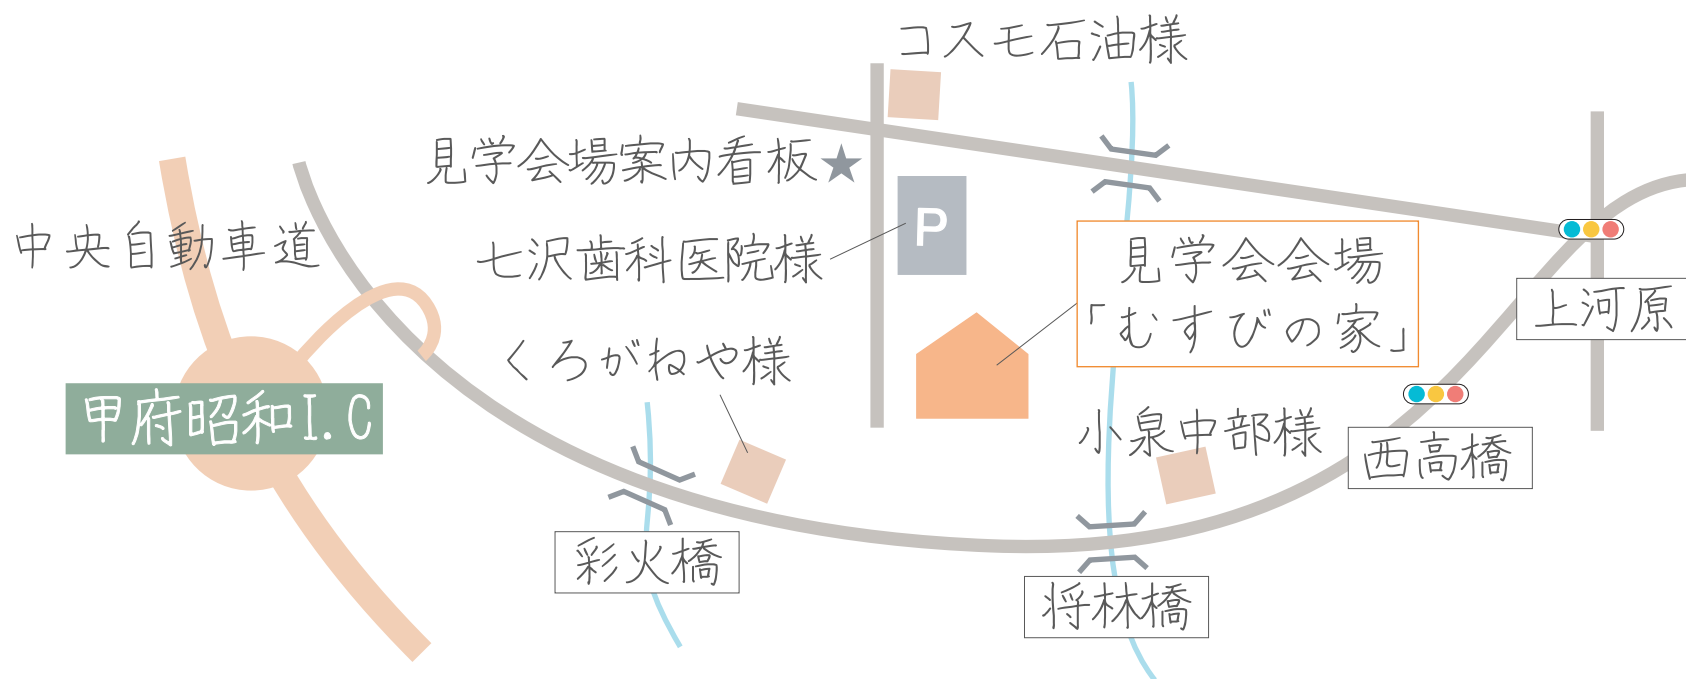 コスモ石油様
見学会場案内看板★
P
中央自動車道
七沢歯科医院様
見学会会場
「むすびの家」
上河原
くろがねや様
甲府昭和I.C
小泉中部様
西高橋
彩火橋
将林橋